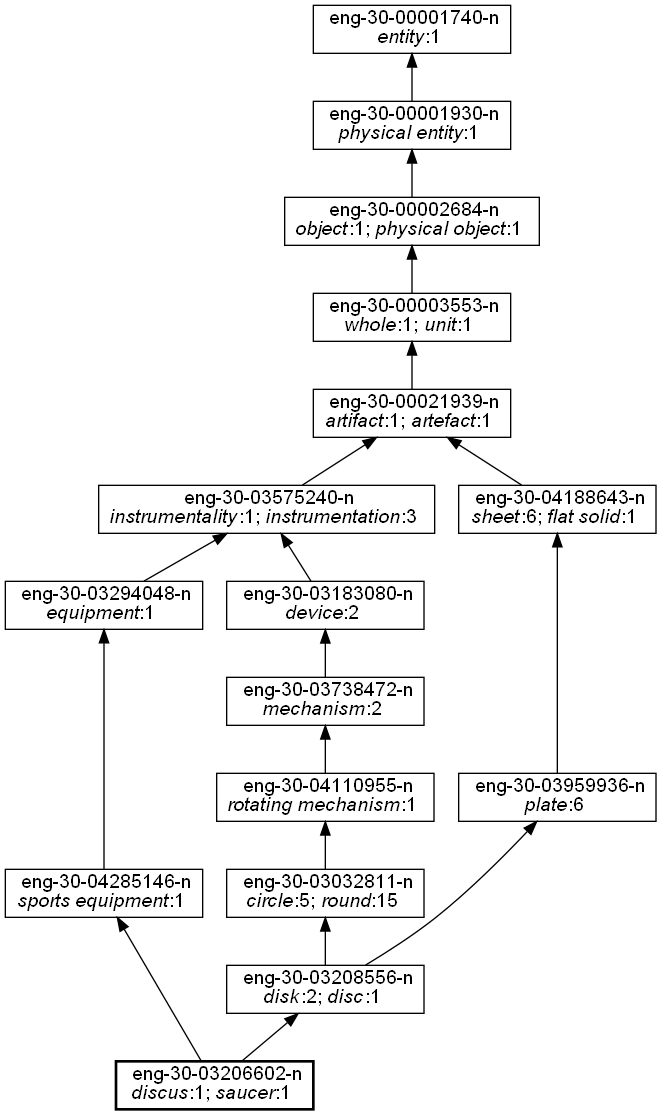 eng-30-00001740-n
entity:1
eng-30-00001930-n
physical entity:1
eng-30-00002684-n
object:1; physical object:1
eng-30-00003553-n
whole:1; unit:1
eng-30-00021939-n
artifact:1; artefact:1
eng-30-03575240-n
instrumentality:1; instrumentation:3
eng-30-04188643-n
sheet:6; flat solid:1
eng-30-03294048-n
equipment:1
eng-30-03183080-n
device:2
eng-30-03738472-n
mechanism:2
eng-30-04110955-n
rotating mechanism:1
eng-30-03959936-n
plate:6
eng-30-04285146-n
sports equipment:1
eng-30-03032811-n
circle:5; round:15
eng-30-03208556-n
disk:2; disc:1
eng-30-03206602-n
discus:1; saucer:1